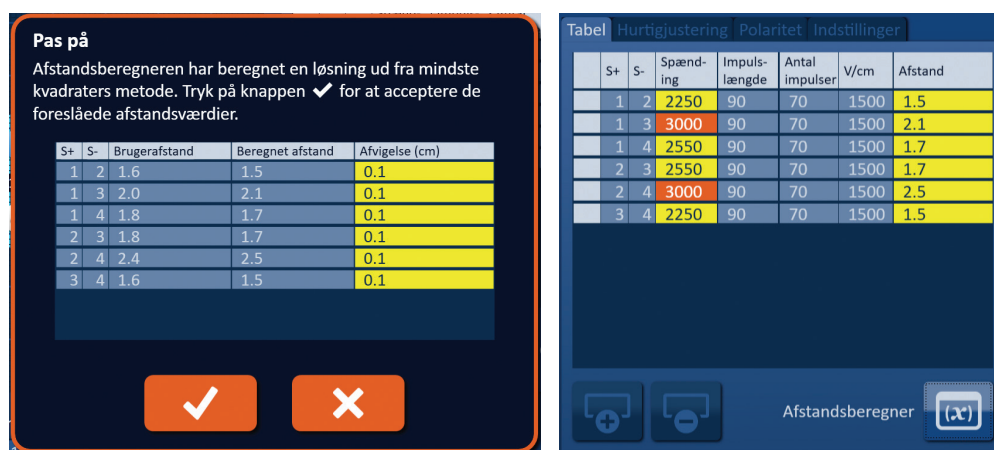 Pas på
Afstandsberegneren har beregnet en løsning ud fra mindste
kvadraters metode. Tryk på knappen ✔ for at acceptere de
foreslåede afstandsværdier.
S+ S- Brugerafstand Beregnet afstand Afvigelse (cm)
1 2 1.6 1.5 0.1
1 3 2.0 2.1 0.1
1 4 1.8 1.7 0.1
2 3 1.8 1.7 0.1
2 4 2.4 2.5 0.1
3 4 1.6 1.5 0.1
Tabel Hurtigjustering Polaritet Indstillinger
S+ S- Spænd-
ing Impuls-
længde Antal
impulser V/cm Afstand
1 2 2250 90 70 1500 1.5
1 3 3000 90 70 1500 2.1
1 4 2550 90 70 1500 1.7
2 3 2550 90 70 1500 1.7
2 4 3000 90 70 1500 2.5
3 4 2250 90 70 1500 1.5
Afstandsberegner (x)